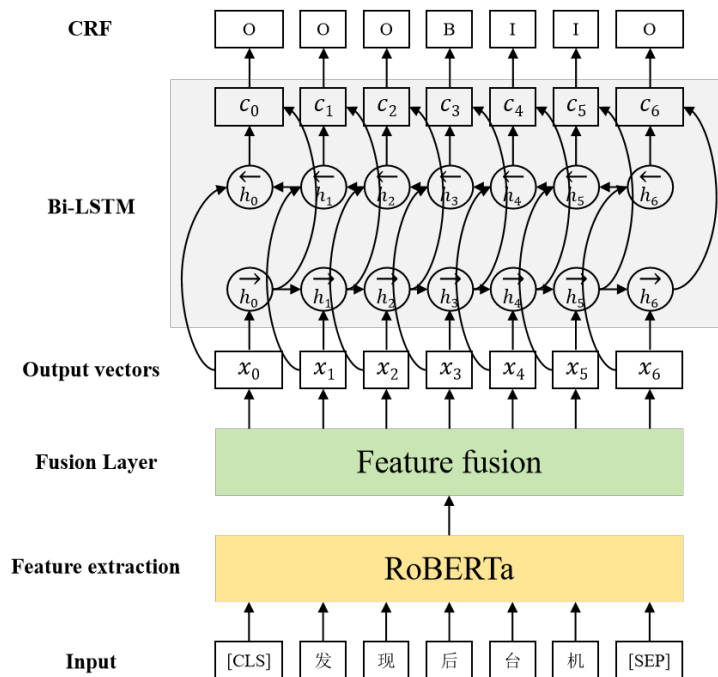 CRF O O O B I I O
c₀ c₁ c₂ c₃ c₄ c₅ c₆
←h₀ ←h₁ ←h₂ ←h₃ ←h₄ ←h₅ ←h₆
Bi-LSTM
→h₀ →h₁ →h₂ →h₃ →h₄ →h₅ →h₆
Output vectors x₀ x₁ x₂ x₃ x₄ x₅ x₆
Fusion Layer Feature fusion
Feature extraction RoBERTa
Input [CLS] 发 现 后 台 机 [SEP]